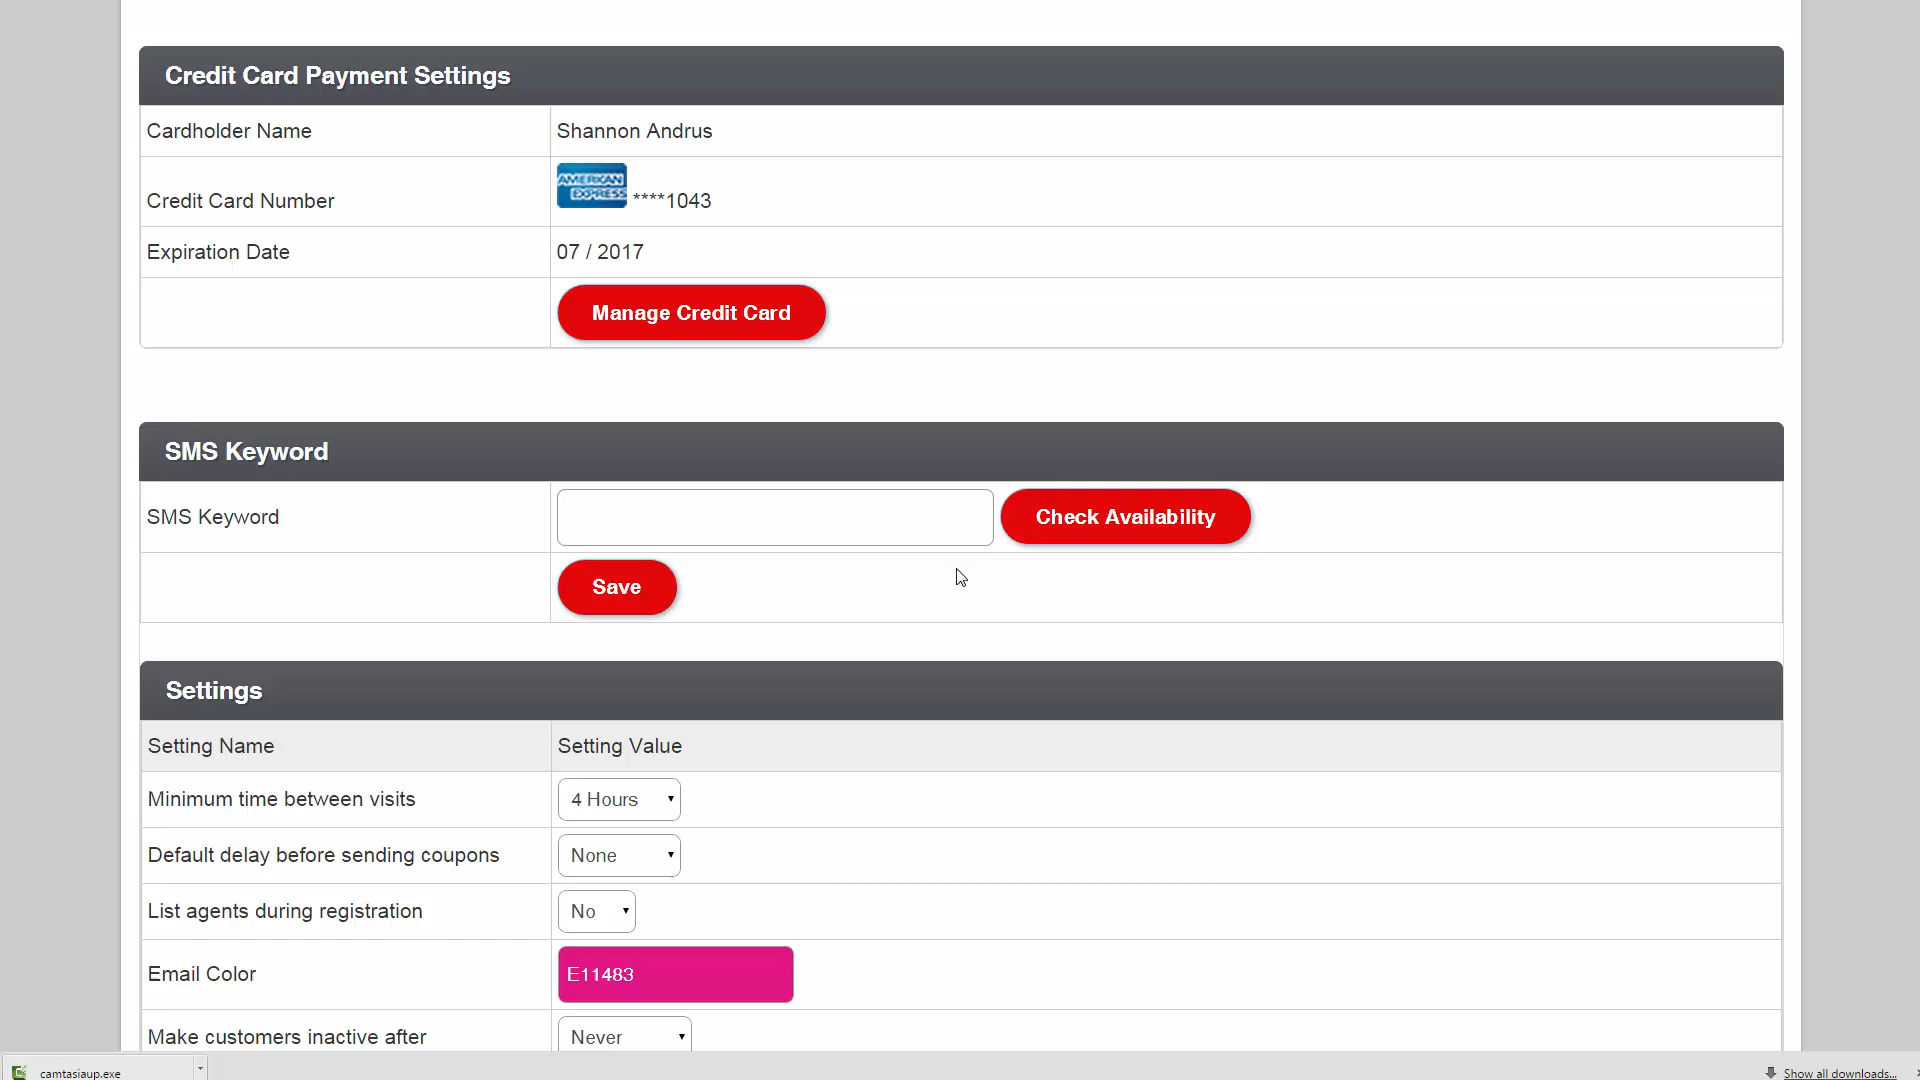 Credit Card Payment Settings
Cardholder Name Shannon Andrus
Credit Card Number AMERICAN EXPRESS ****1043
Expiration Date 07 / 2017
Manage Credit Card
SMS Keyword
SMS Keyword Check Availability
Save
Settings
Setting Name Setting Value
Minimum time between visits 4 Hours
Default delay before sending coupons None
List agents during registration No
Email Color E11483
Make customers inactive after Never
camtasiaup.exe Show all downloads...